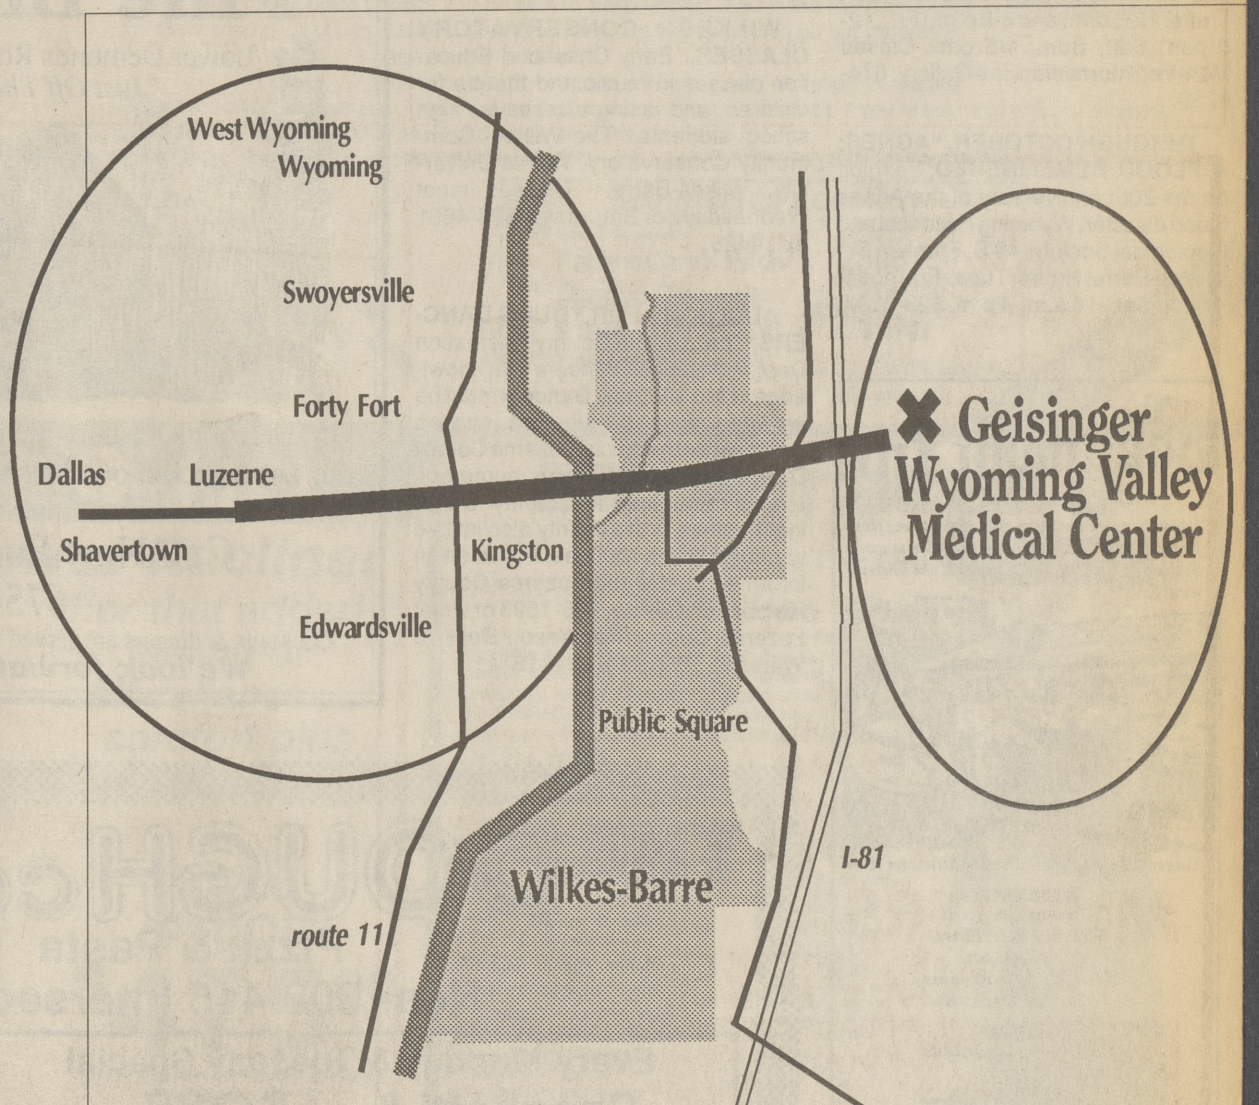 West Wyoming
Wyoming
Swoyersville
Forty Fort
Dallas
Luzerne
Shavertown
Kingston
Edwardsville
Geisinger
Wyoming Valley
Medical Center
Public Square
Wilkes-Barre
I-81
route 11